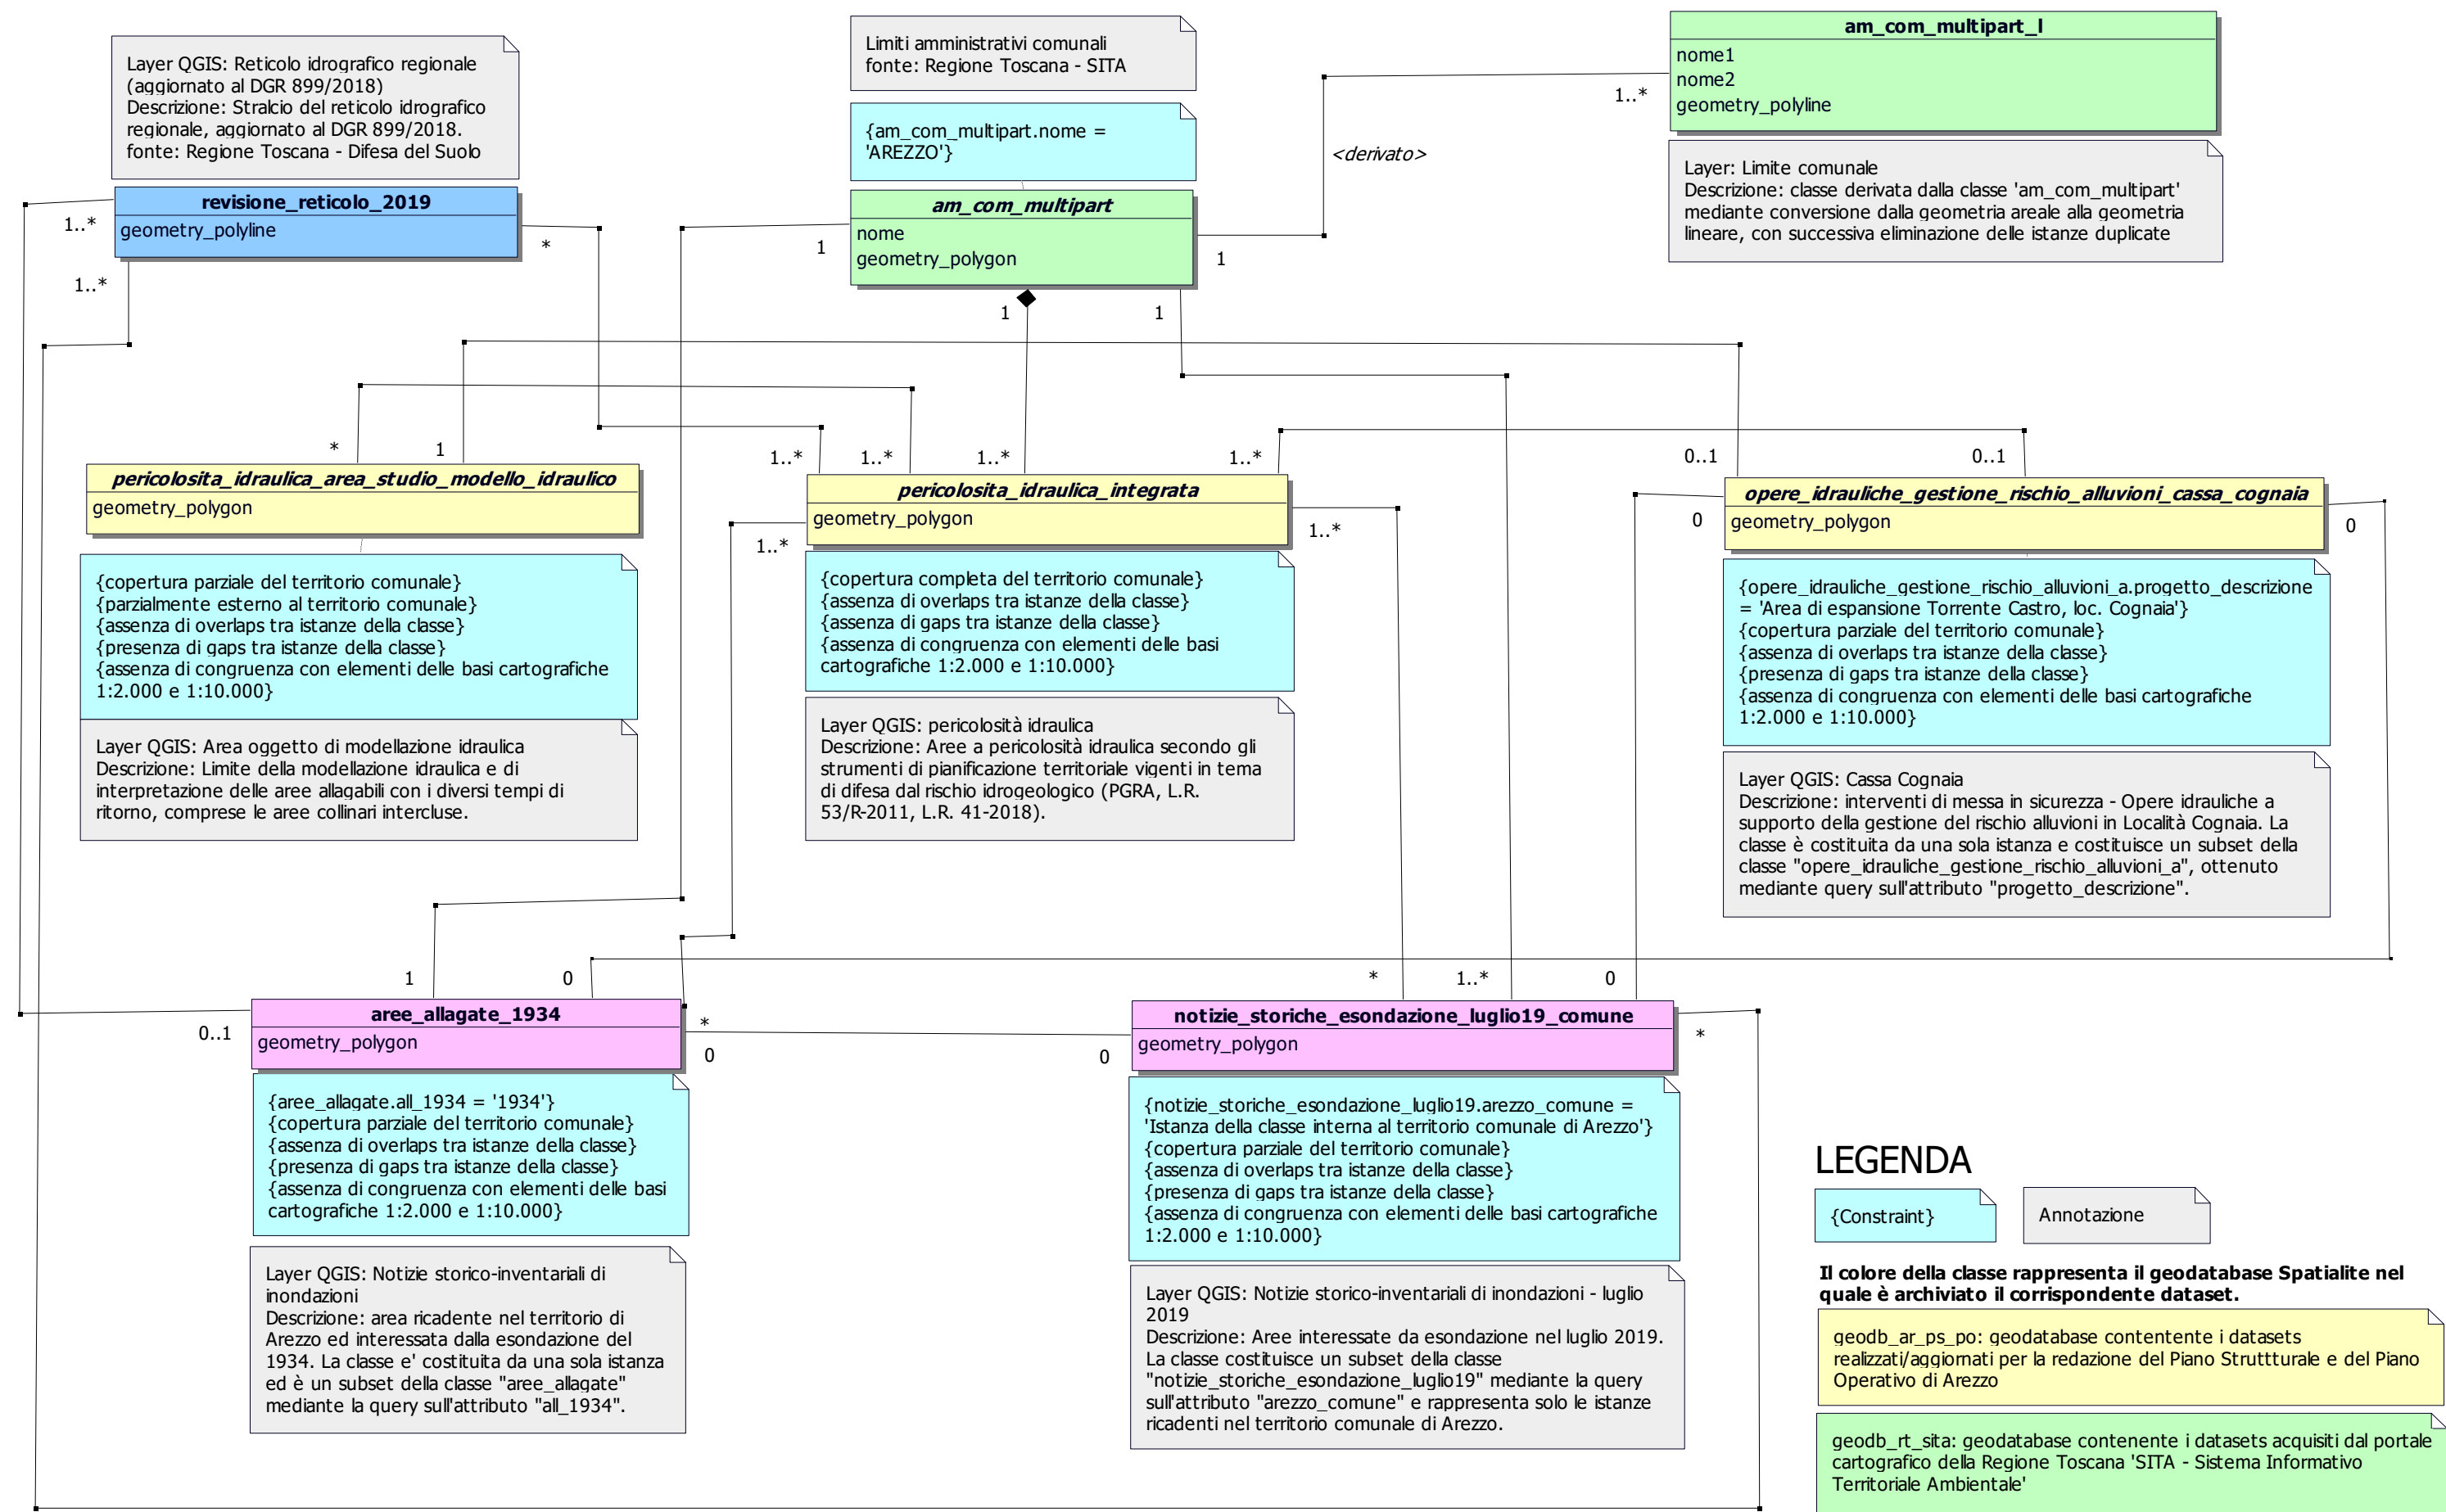 Layer QGIS: Reticolo idrografico regionale
(aggiornato al DGR 899/2018)
Descrizione: Stralcio del reticolo idrografico
regionale, aggiornato al DGR 899/2018.
fonte: Regione Toscana - Difesa del Suolo
Limiti amministrativi comunali
fonte: Regione Toscana - SITA
{am_com_multipart.nome =
'AREZZO'}
am_com_multipart_l
nome1
nome2
geometry_polyline
1..*
<derivato>
Layer: Limite comunale
Descrizione: classe derivata dalla classe 'am_com_multipart'
mediante conversione dalla geometria areale alla geometria
lineare, con successiva eliminazione delle istanze duplicate
revisione_reticolo_2019
geometry_polyline
1..*
*
1..*
am_com_multipart
nome
geometry_polygon
1
1
1
1
*
1
pericolosita_idraulica_area_studio_modello_idraulico
geometry_polygon
{copertura parziale del territorio comunale}
{parzialmente esterno al territorio comunale}
{assenza di overlaps tra istanze della classe}
{presenza di gaps tra istanze della classe}
{assenza di congruenza con elementi delle basi cartografiche
1:2.000 e 1:10.000}
Layer QGIS: Area oggetto di modellazione idraulica
Descrizione: Limite della modellazione idraulica e di
interpretazione delle aree allagabili con i diversi tempi di
ritorno, comprese le aree collinari intercluse.
1..*
1..*
1..*
1..*
pericolosita_idraulica_integrata
geometry_polygon
1..*
1..*
{copertura completa del territorio comunale}
{assenza di overlaps tra istanze della classe}
{assenza di gaps tra istanze della classe}
{assenza di congruenza con elementi delle basi
cartografiche 1:2.000 e 1:10.000}
Layer QGIS: pericolosità idraulica
Descrizione: Aree a pericolosità idraulica secondo gli
strumenti di pianificazione territoriale vigenti in tema
di difesa dal rischio idrogeologico (PGRA, L.R.
53/R-2011, L.R. 41-2018).
0..1
0..1
opere_idrauliche_gestione_rischio_alluvioni_cassa_cognaia
geometry_polygon
0
0
{opere_idrauliche_gestione_rischio_alluvioni_a.progetto_descrizione
= 'Area di espansione Torrente Castro, loc. Cognaia'}
{copertura parziale del territorio comunale}
{assenza di overlaps tra istanze della classe}
{presenza di gaps tra istanze della classe}
{assenza di congruenza con elementi delle basi cartografiche
1:2.000 e 1:10.000}
Layer QGIS: Cassa Cognaia
Descrizione: interventi di messa in sicurezza - Opere idrauliche a
supporto della gestione del rischio alluvioni in Località Cognaia. La
classe è costituita da una sola istanza e costituisce un subset della
classe "opere_idrauliche_gestione_rischio_alluvioni_a", ottenuto
mediante query sull'attributo "progetto_descrizione".
1
0
aree_allagate_1934
geometry_polygon
0..1
*
0
{aree_allagate.all_1934 = '1934'}
{copertura parziale del territorio comunale}
{assenza di overlaps tra istanze della classe}
{presenza di gaps tra istanze della classe}
{assenza di congruenza con elementi delle basi
cartografiche 1:2.000 e 1:10.000}
Layer QGIS: Notizie storico-inventariali di
inondazioni
Descrizione: area ricadente nel territorio di
Arezzo ed interessata dalla esondazione del
1934. La classe e' costituita da una sola istanza
ed è un subset della classe "aree_allagate"
mediante la query sull'attributo "all_1934".
*
1..*
0
notizie_storiche_esondazione_luglio19_comune
geometry_polygon
0
*
{notizie_storiche_esondazione_luglio19.arezzo_comune =
'Istanza della classe interna al territorio comunale di Arezzo'}
{copertura parziale del territorio comunale}
{assenza di overlaps tra istanze della classe}
{presenza di gaps tra istanze della classe}
{assenza di congruenza con elementi delle basi cartografiche
1:2.000 e 1:10.000}
Layer QGIS: Notizie storico-inventariali di inondazioni - luglio
2019
Descrizione: Aree interessate da esondazione nel luglio 2019.
La classe costituisce un subset della classe
"notizie_storiche_esondazione_luglio19" mediante la query
sull'attributo "arezzo_comune" e rappresenta solo le istanze
ricadenti nel territorio comunale di Arezzo.
LEGENDA
{Constraint}
Annotazione
Il colore della classe rappresenta il geodatabase Spatialite nel
quale è archiviato il corrispondente dataset.
geodb_ar_ps_po: geodatabase contentente i datasets
realizzati/aggiornati per la redazione del Piano Struttturale e del Piano
Operativo di Arezzo
geodb_rt_sita: geodatabase contenente i datasets acquisiti dal portale
cartografico della Regione Toscana 'SITA - Sistema Informativo
Territoriale Ambientale'